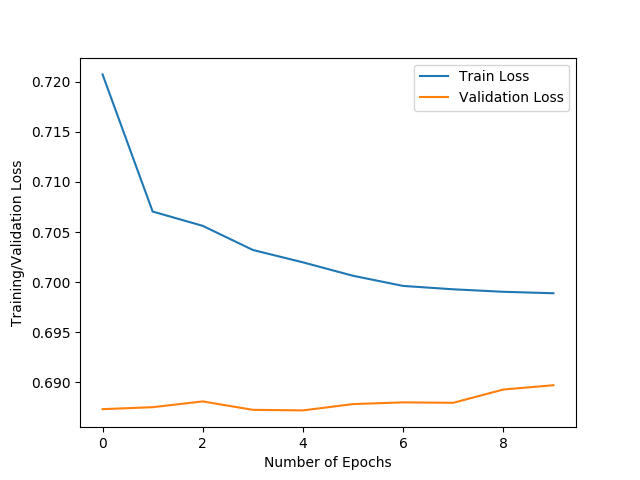 Train Loss
Validation Loss
0.720
0.715
0.710
0.705
0.700
0.695
0.690
Training/Validation Loss
0 2 4 6 8
Number of Epochs